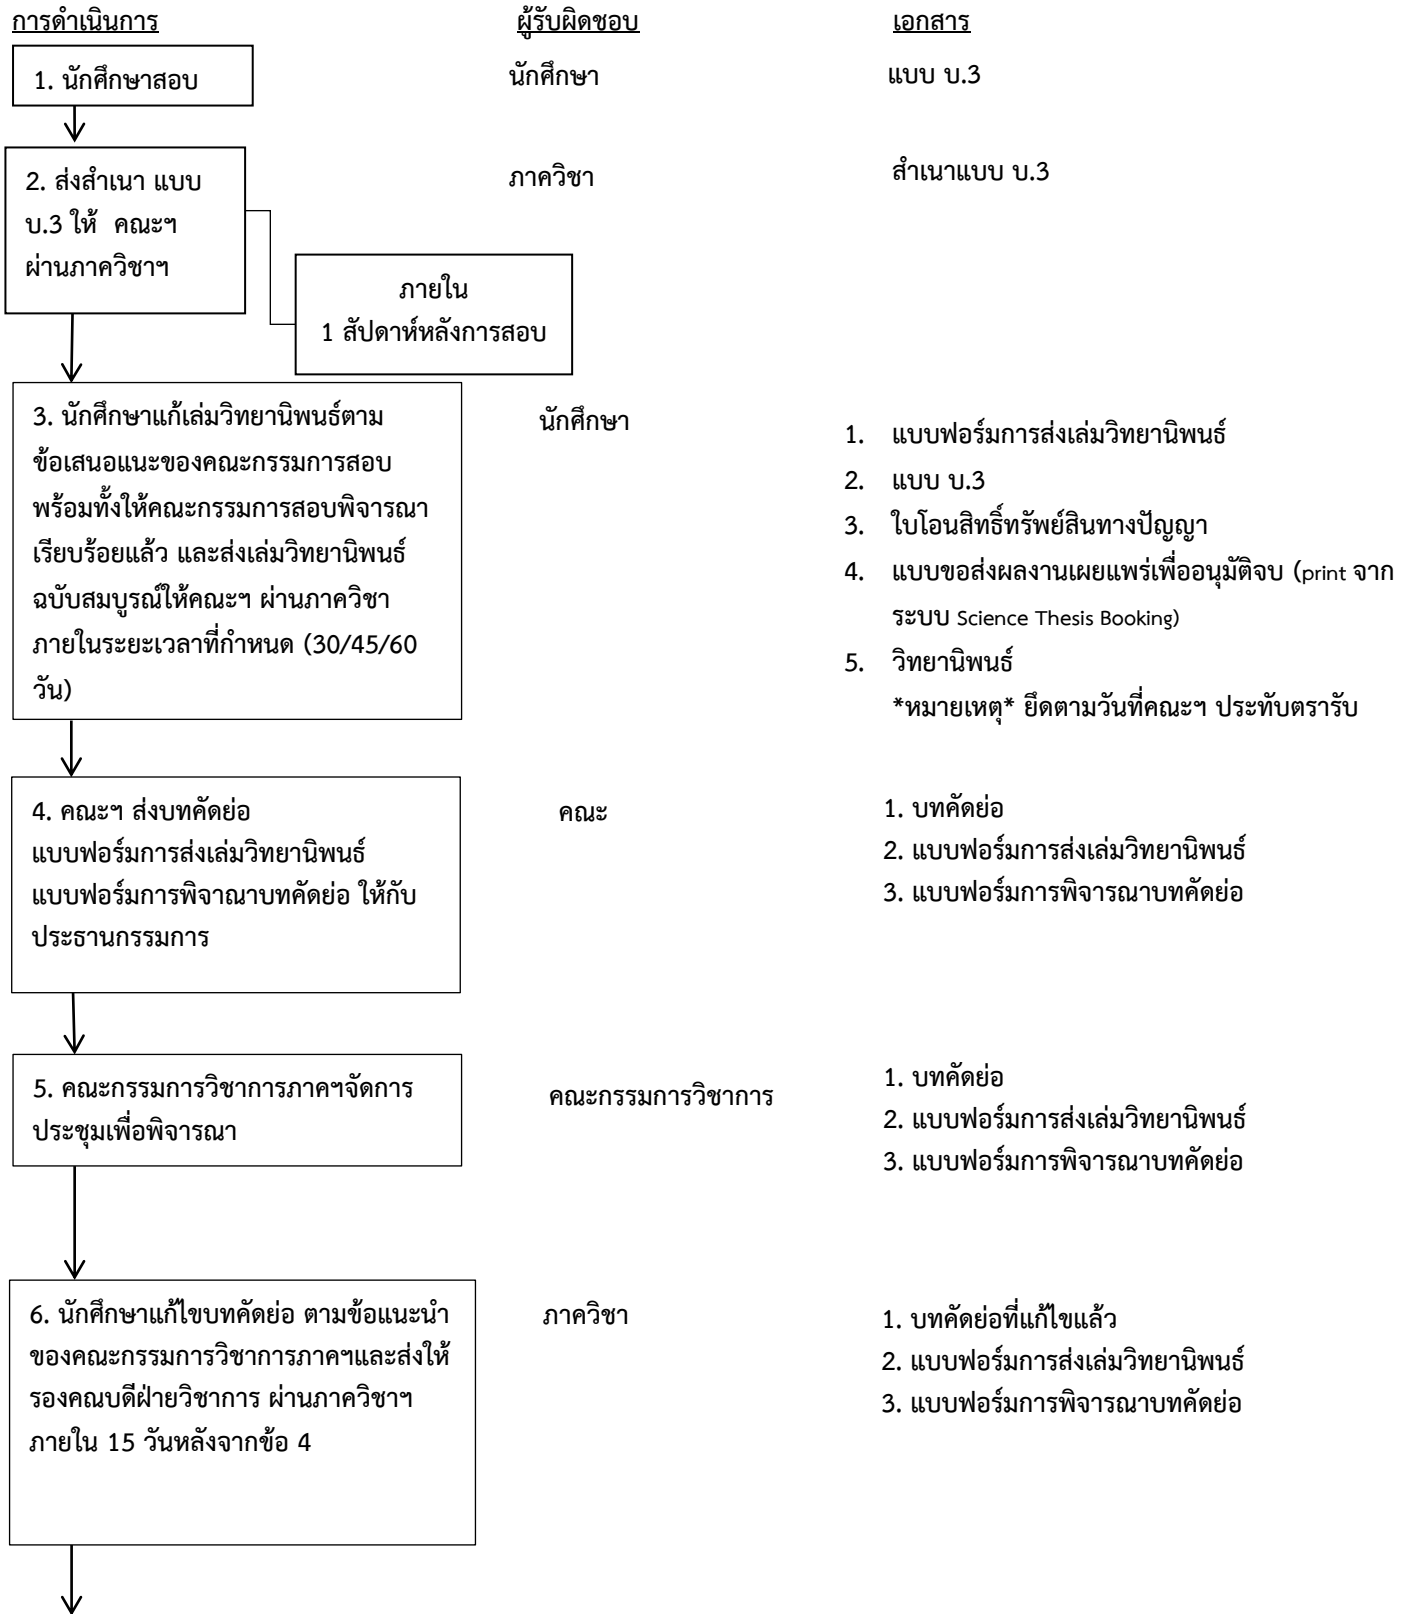 การดำเนินการ ผู้รับผิดชอบ เอกสาร
1. นักศึกษาสอบ นักศึกษา แบบ บ.3
2. ส่งสำเนา แบบ
บ.3 ให้ คณะฯ
ผ่านภาควิชาฯ
ภาควิชา สำเนาแบบ บ.3
ภายใน
1 สัปดาห์หลังการสอบ
3. นักศึกษาแก้เล่มวิทยานิพนธ์ตาม
ข้อเสนอแนะของคณะกรรมการสอบ
พร้อมทั้งให้คณะกรรมการสอบพิจารณา
เรียบร้อยแล้ว และส่งเล่มวิทยานิพนธ์
ฉบับสมบูรณ์ให้คณะฯ ผ่านภาควิชา
ภายในระยะเวลาที่กำหนด (30/45/60
วัน)
นักศึกษา
1. แบบฟอร์มการส่งเล่มวิทยานิพนธ์
2. แบบ บ.3
3. ใบโอนสิทธิ์ทรัพย์สินทางปัญญา
4. แบบขอส่งผลงานเผยแพร่เพื่ออนุมัติจบ (print จาก
ระบบ Science Thesis Booking)
5. วิทยานิพนธ์
*หมายเหตุ* ยึดตามวันที่คณะฯ ประทับตรารับ
4. คณะฯ ส่งบทคัดย่อ
แบบฟอร์มการส่งเล่มวิทยานิพนธ์
แบบฟอร์มการพิจาณาบทคัดย่อ ให้กับ
ประธานกรรมการ
คณะ
1. บทคัดย่อ
2. แบบฟอร์มการส่งเล่มวิทยานิพนธ์
3. แบบฟอร์มการพิจารณาบทคัดย่อ
5. คณะกรรมการวิชาการภาคฯจัดการ
ประชุมเพื่อพิจารณา
คณะกรรมการวิชาการ
1. บทคัดย่อ
2. แบบฟอร์มการส่งเล่มวิทยานิพนธ์
3. แบบฟอร์มการพิจารณาบทคัดย่อ
6. นักศึกษาแก้ไขบทคัดย่อ ตามข้อแนะนำ
ของคณะกรรมการวิชาการภาคฯและส่งให้
รองคณบดีฝ่ายวิชาการ ผ่านภาควิชาฯ
ภายใน 15 วันหลังจากข้อ 4
ภาควิชา
1. บทคัดย่อที่แก้ไขแล้ว
2. แบบฟอร์มการส่งเล่มวิทยานิพนธ์
3. แบบฟอร์มการพิจารณาบทคัดย่อ